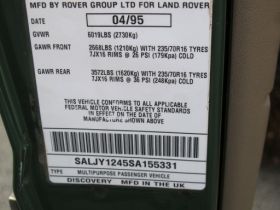 MFD BY ROVER GROUP LTD FOR LAND ROVER
04/95
GVWR 6019LBS (2730Kg)
GAWR FRONT 2668LBS (1210Kg) WITH 235/70R16 TYRES
7JX16 RIMS @ 26 PSI (179Kpa) COLD
GAWR REAR 3572LBS (1620Kg) WITH 235/70R16 TYRES
7JX16 RIMS @ 36 PSI (248Kpa) COLD
THIS VEHICLE CONFORMS TO ALL APPLICABLE
FEDERAL MOTOR VEHICLE SAFETY STANDARDS
IN EFFECT ON THE DATE OF
MANUFACTURE SHOWN ABOVE
SALJY1245SA155331
TYPE MULTIPURPOSE PASSENGER VEHICLE
DISCOVERY MADE IN THE UK